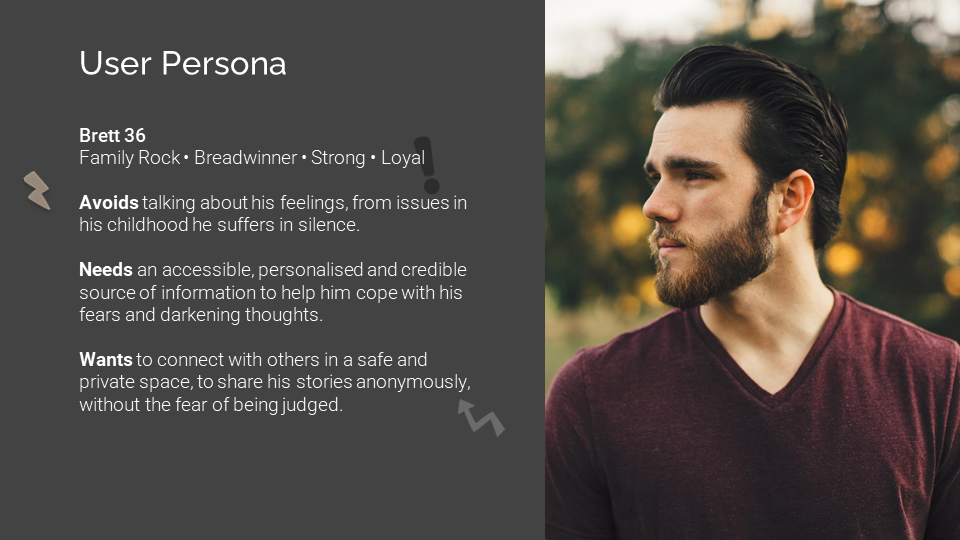 User Persona
Brett 36
Family Rock • Breadwinner • Strong • Loyal
Avoids talking about his feelings, from issues in
his childhood he suffers in silence.
Needs an accessible, personalised and credible
source of information to help him cope with his
fears and darkening thoughts.
Wants to connect with others in a safe and
private space, to share his stories anonymously,
without the fear of being judged.